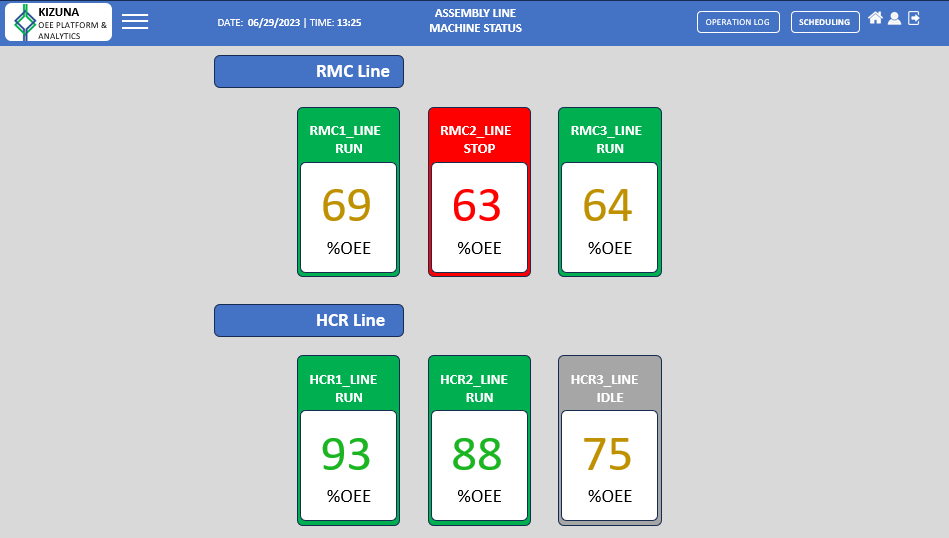 KIZUNA
OEE PLATFORM &
ANALYTICS
DATE: 06/29/2023 | TIME: 13:25
ASSEMBLY LINE
MACHINE STATUS
OPERATION LOG
SCHEDULING
RMC Line
RMC1_LINE
RUN
69
%OEE
RMC2_LINE
STOP
63
%OEE
RMC3_LINE
RUN
64
%OEE
HCR Line
HCR1_LINE
RUN
93
%OEE
HCR2_LINE
RUN
88
%OEE
HCR3_LINE
IDLE
75
%OEE